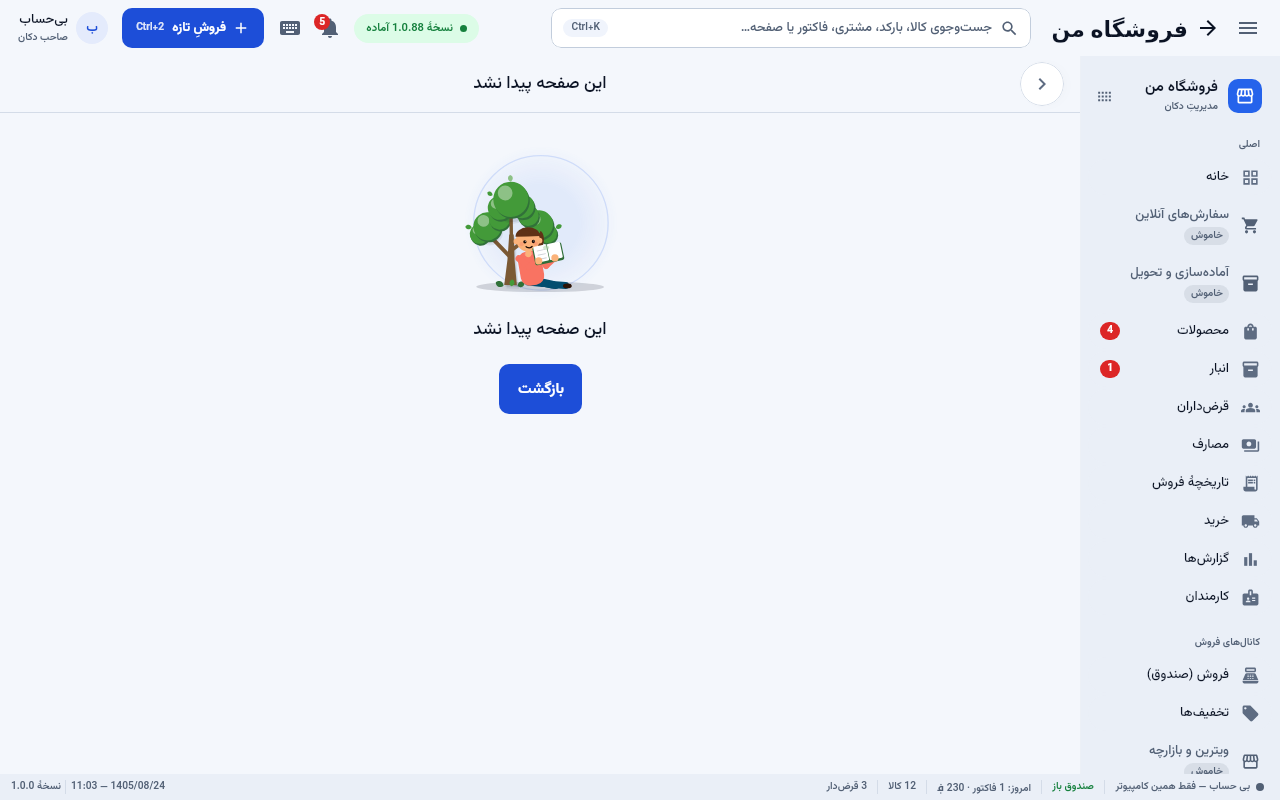 فروشگاه من
جست‌وجوی کالا، بارکد، مشتری، فاکتور یا صفحه...
Ctrl+K
نسخهٔ 1.0.88 آماده
5
فروش تازه
Ctrl+2
ب
بی‌حساب
صاحب دکان
فروشگاه من
مدیریت دکان
اصلی
خانه
سفارش‌های آنلاین
خاموش
آماده‌سازی و تحویل
خاموش
محصولات
4
انبار
1
قرض‌داران
مصارف
تاریخچهٔ فروش
خرید
گزارش‌ها
کارمندان
کانال‌های فروش
فروش (صندوق)
تخفیف‌ها
ویترین و بازارچه
خاموش
این صفحه پیدا نشد
این صفحه پیدا نشد
بازگشت
بی حساب — فقط همین کامپیوتر
صندوق باز
امروز: 1 فاکتور · 230 ؋
12 کالا
3 قرض‌دار
1405/08/24 — 11:03
نسخهٔ 1.0.0